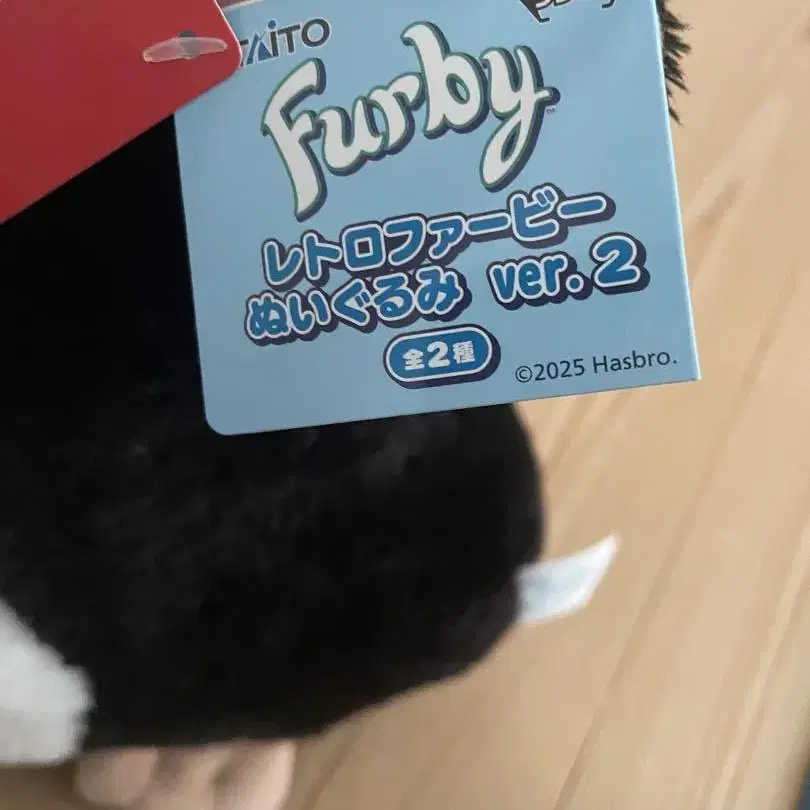 TAITO
Furby™
レトロファービー
ぬいぐるみ ver.2
全2種
©2025 Hasbro.